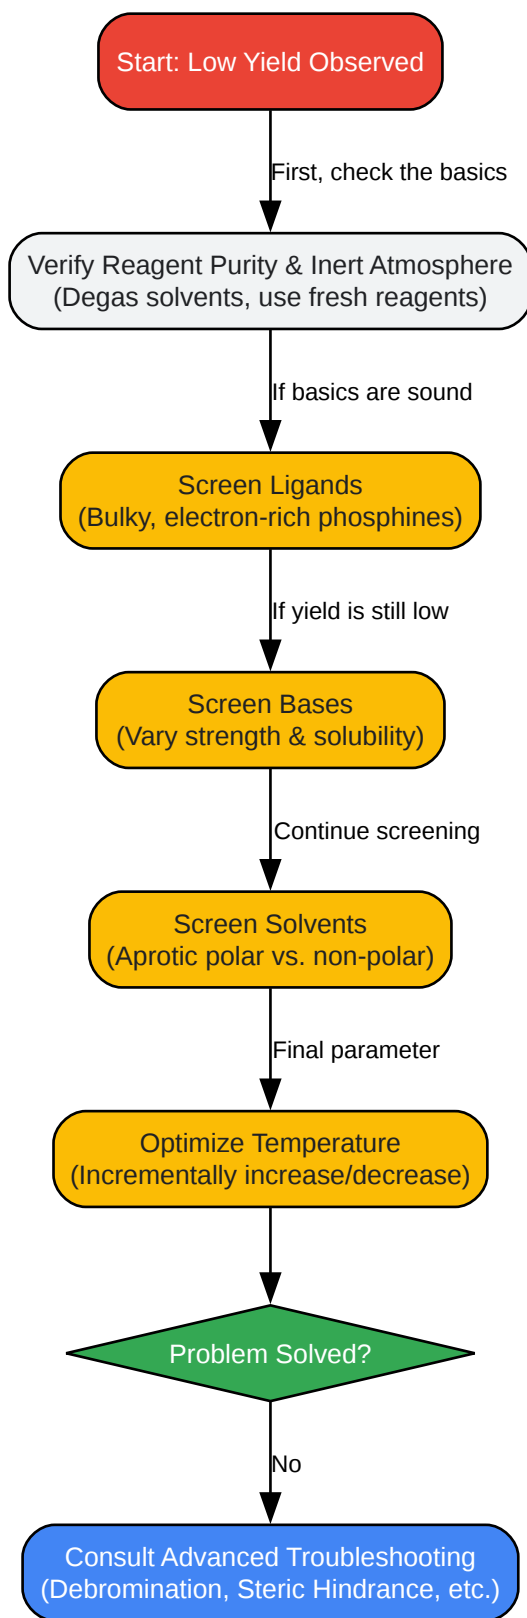 Start: Low Yield Observed
First, check the basics
Verify Reagent Purity & Inert Atmosphere
(Degas solvents, use fresh reagents)
If basics are sound
Screen Ligands
(Bulky, electron-rich phosphines)
If yield is still low
Screen Bases
(Vary strength & solubility)
Continue screening
Screen Solvents
(Aprotic polar vs. non-polar)
Final parameter
Optimize Temperature
(Incrementally increase/decrease)
Problem Solved?
No
Consult Advanced Troubleshooting
(Debromination, Steric Hindrance, etc.)